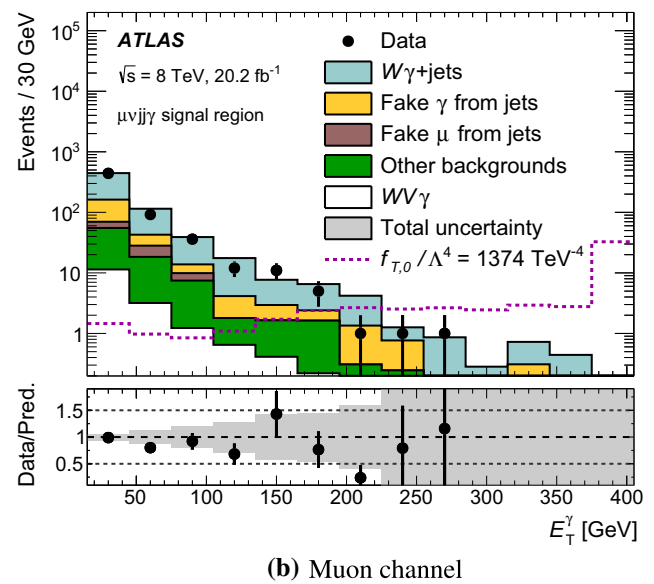 Events / 30 GeV
10⁵
10⁴
10³
10²
10
1
ATLAS
√s = 8 TeV, 20.2 fb⁻¹
μνjjγ signal region
Data
Wγ+jets
Fake γ from jets
Fake μ from jets
Other backgrounds
WVγ
Total uncertainty
f_T,0 /Λ⁴ = 1374 TeV⁻⁴
Data/Pred.
1.5
1
0.5
50 100 150 200 250 300 350 400
E_T^γ [GeV]
(b) Muon channel